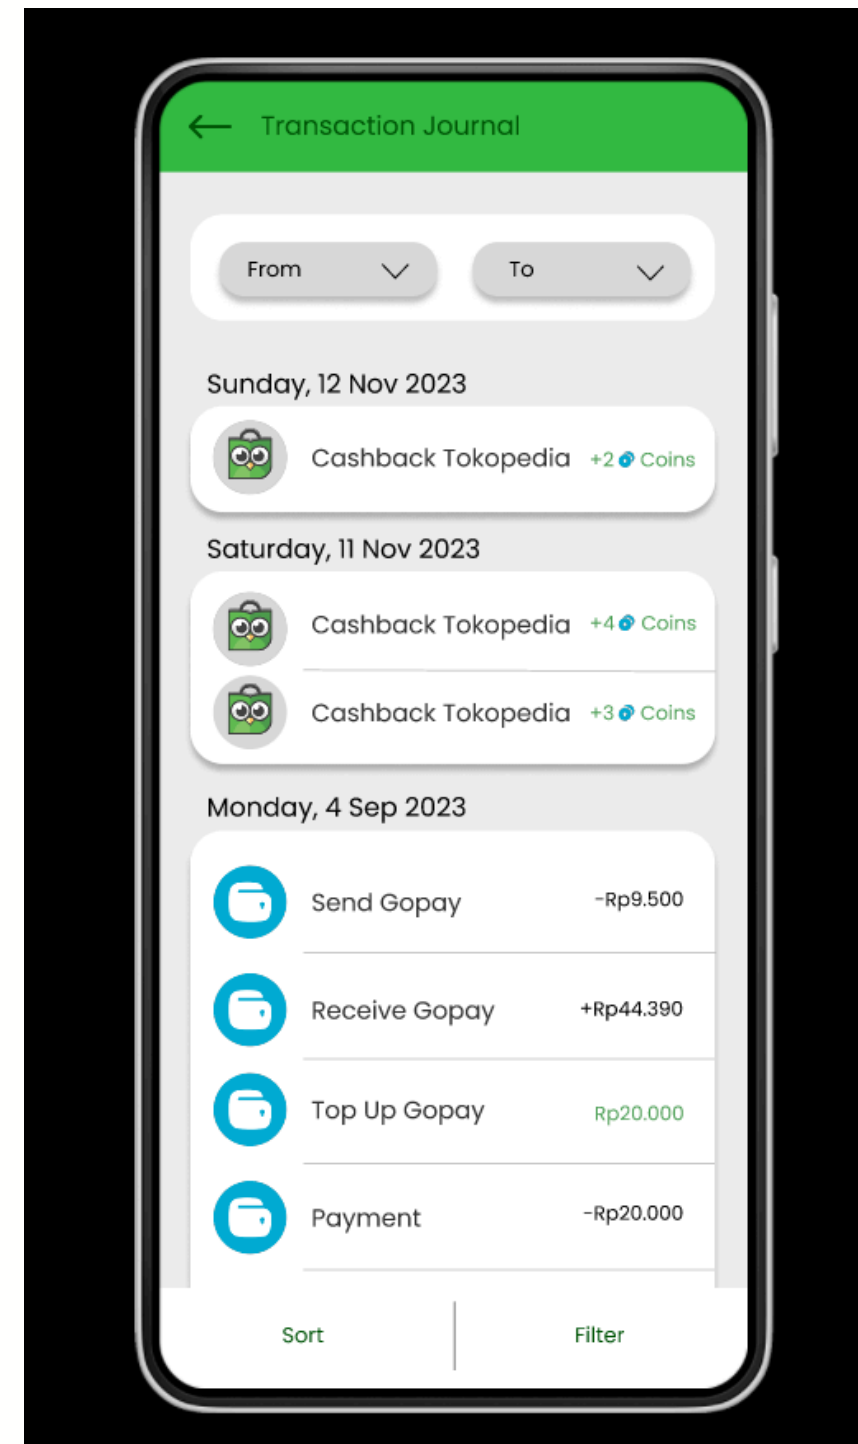 Transaction Journal
From To
Sunday, 12 Nov 2023
Cashback Tokopedia +2 Coins
Saturday, 11 Nov 2023
Cashback Tokopedia +4 Coins
Cashback Tokopedia +3 Coins
Monday, 4 Sep 2023
Send Gopay -Rp9.500
Receive Gopay +Rp44.390
Top Up Gopay Rp20.000
Payment -Rp20.000
Sort Filter